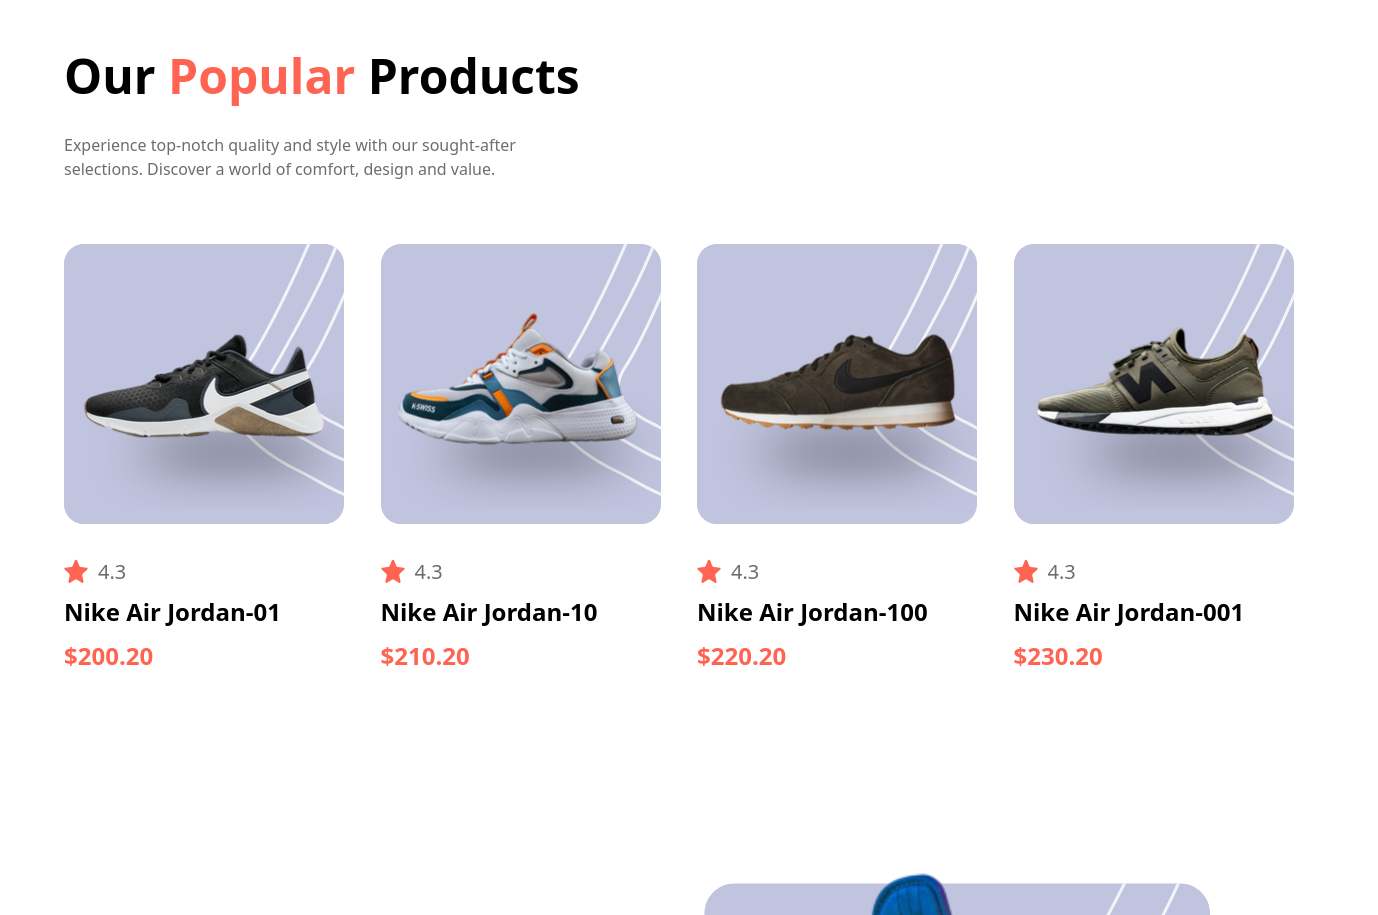 Our Popular Products
Experience top-notch quality and style with our sought-after
selections. Discover a world of comfort, design and value.
K·SWISS
4.3
4.3
4.3
4.3
Nike Air Jordan-01
Nike Air Jordan-10
Nike Air Jordan-100
Nike Air Jordan-001
$200.20
$210.20
$220.20
$230.20